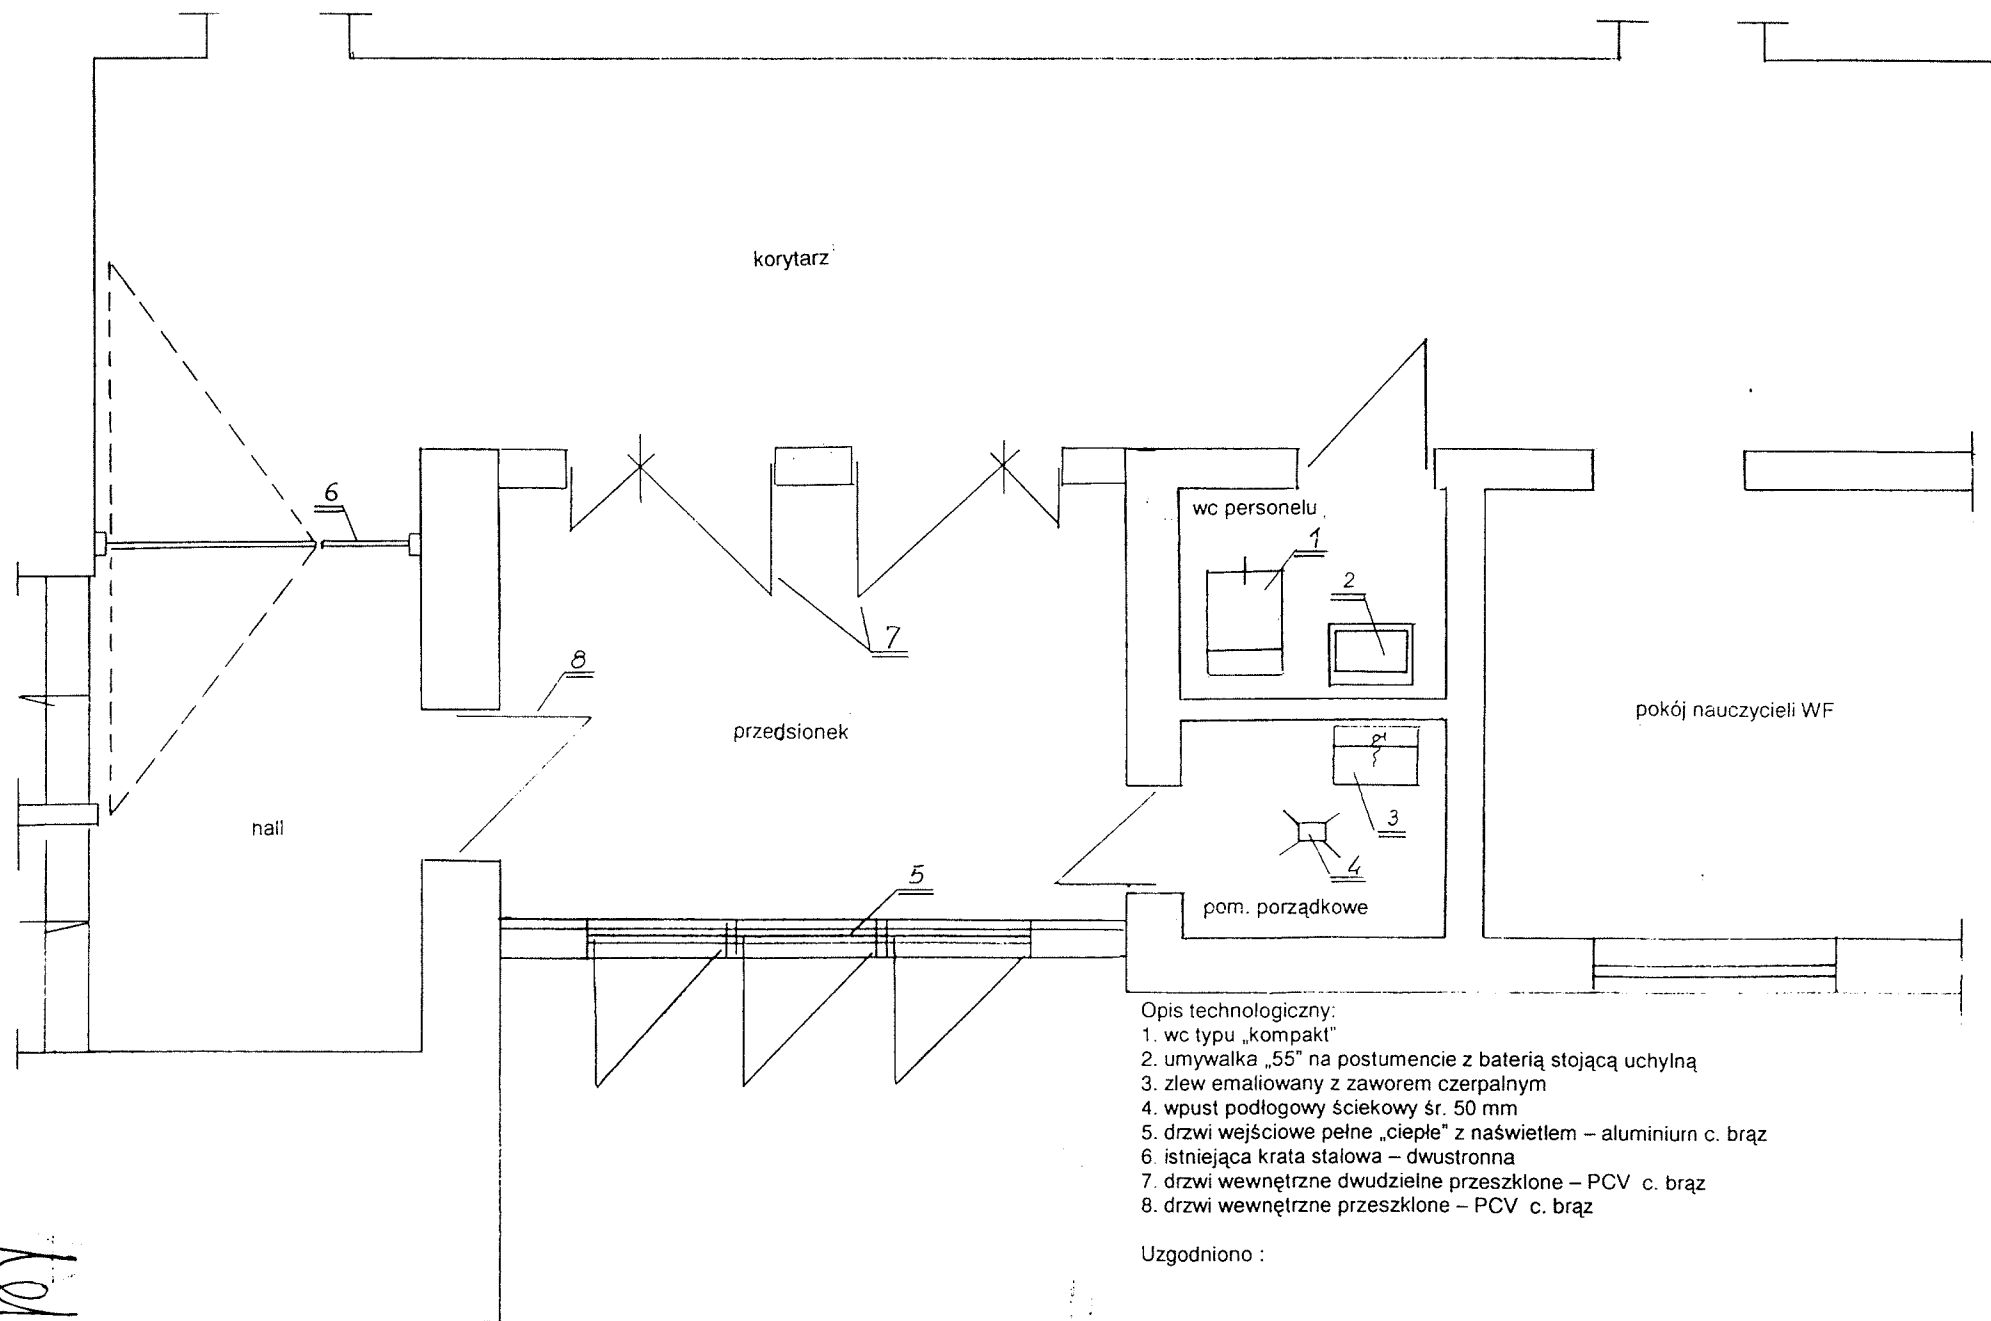 korytarz
6
wc personelu
1
2
7
8
przedsionek
pokój nauczycieli WF
hall
3
4
5
pom. porządkowe
Opis technologiczny:
1. wc typu „kompakt”
2. umywalka „55” na postumencie z baterią stojącą uchylną
3. zlew emaliowany z zaworem czerpalnym
4. wpust podłogowy ściekowy śr. 50 mm
5. drzwi wejściowe pełne „ciepłe” z naświetlem – aluminium c. brąz
6. istniejąca krata stalowa – dwustronna
7. drzwi wewnętrzne dwudzielne przeszklone – PCV c. brąz
8. drzwi wewnętrzne przeszklone – PCV c. brąz
Uzgodniono :